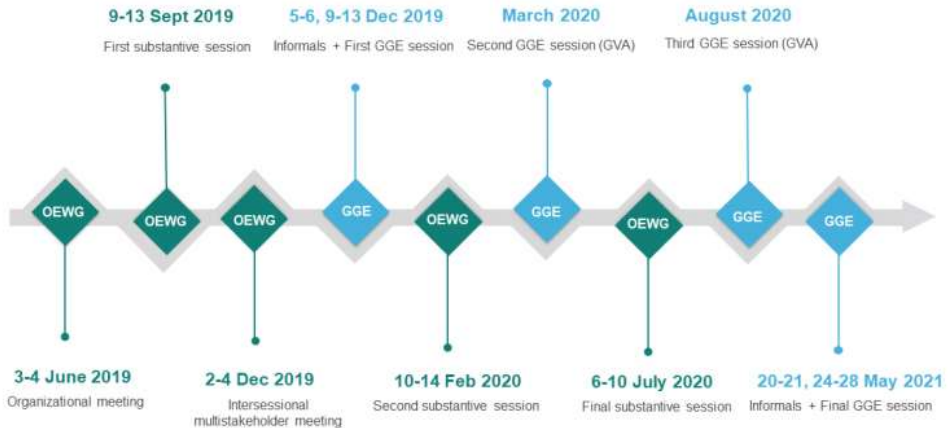 9-13 Sept 2019
First substantive session
5-6, 9-13 Dec 2019
Informals + First GGE session
March 2020
Second GGE session (GVA)
August 2020
Third GGE session (GVA)
OEWG
OEWG
OEWG
GGE
OEWG
GGE
OEWG
GGE
GGE
3-4 June 2019
Organizational meeting
2-4 Dec 2019
Intersessional
multistakeholder meeting
10-14 Feb 2020
Second substantive session
6-10 July 2020
Final substantive session
20-21, 24-28 May 2021
Informals + Final GGE session